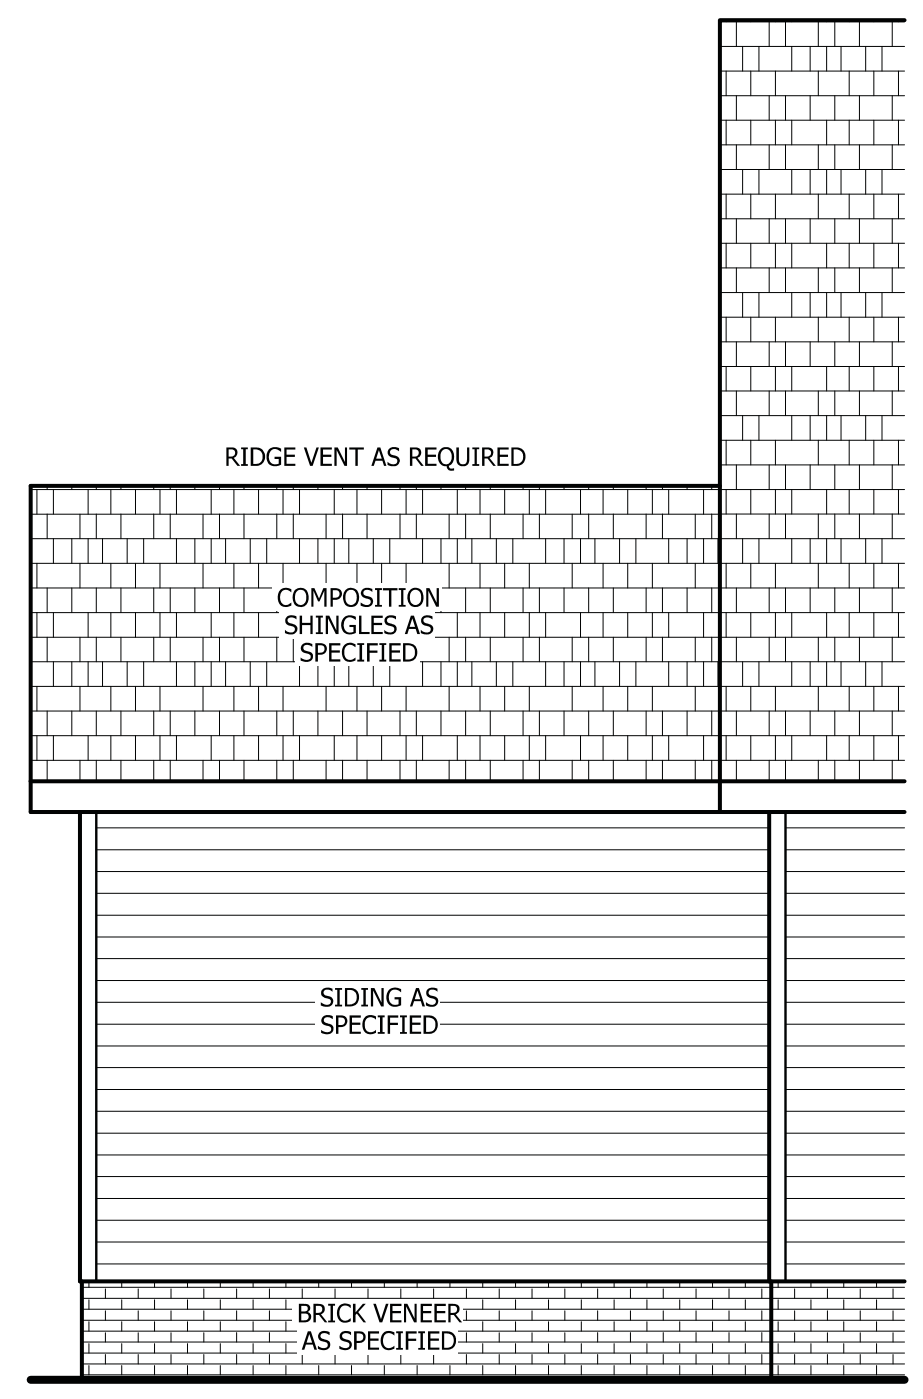 RIDGE VENT AS REQUIRED
COMPOSITION
SHINGLES AS
SPECIFIED
SIDING AS
SPECIFIED
BRICK VENEER
AS SPECIFIED